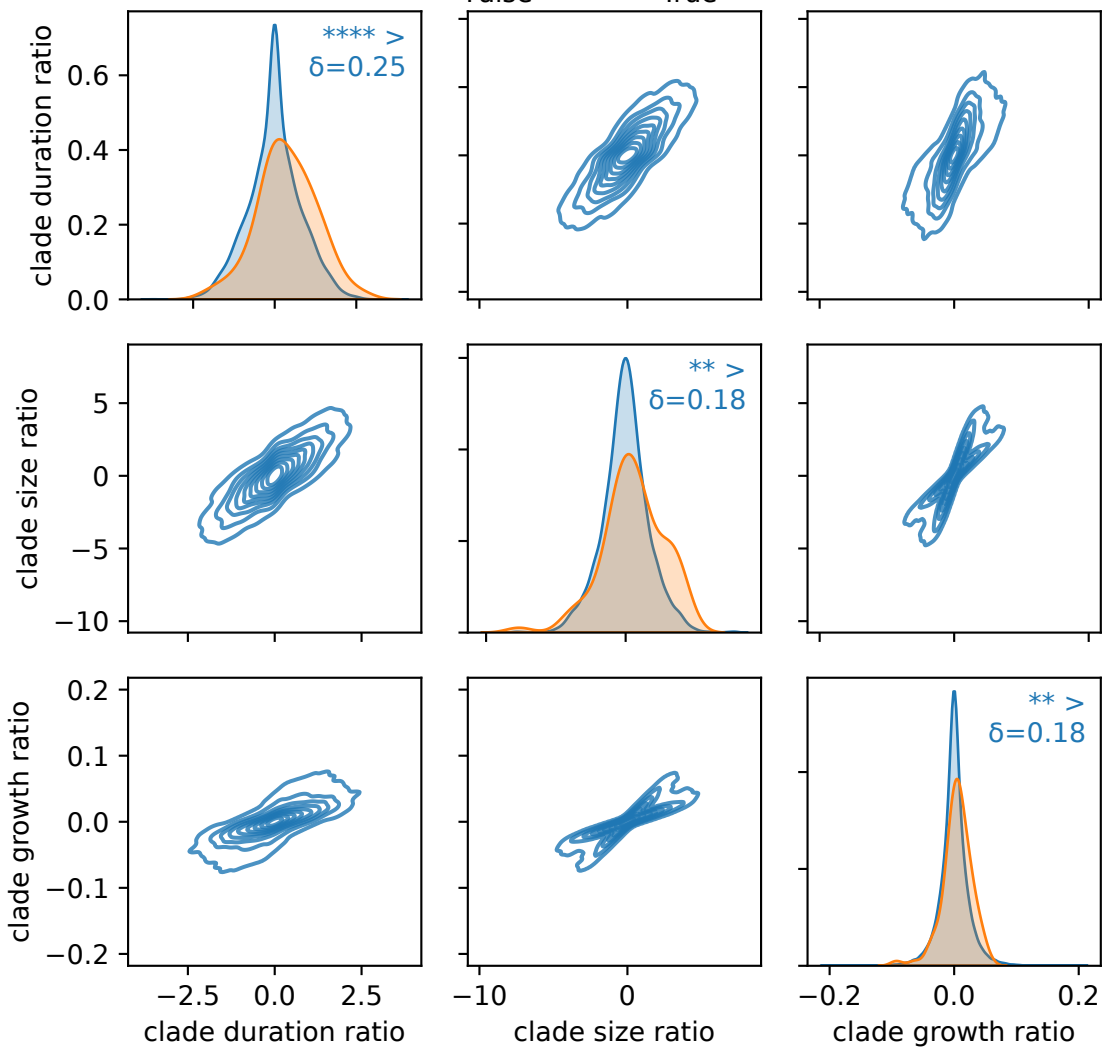 False True
clade duration ratio
0.6
0.4
0.2
0.0
**** >
δ=0.25
clade size ratio
5
0
−5
−10
** >
δ=0.18
clade growth ratio
0.2
0.1
0.0
−0.1
−0.2
** >
δ=0.18
−2.5 0.0 2.5
−10 0
−0.2 0.0 0.2
clade duration ratio
clade size ratio
clade growth ratio